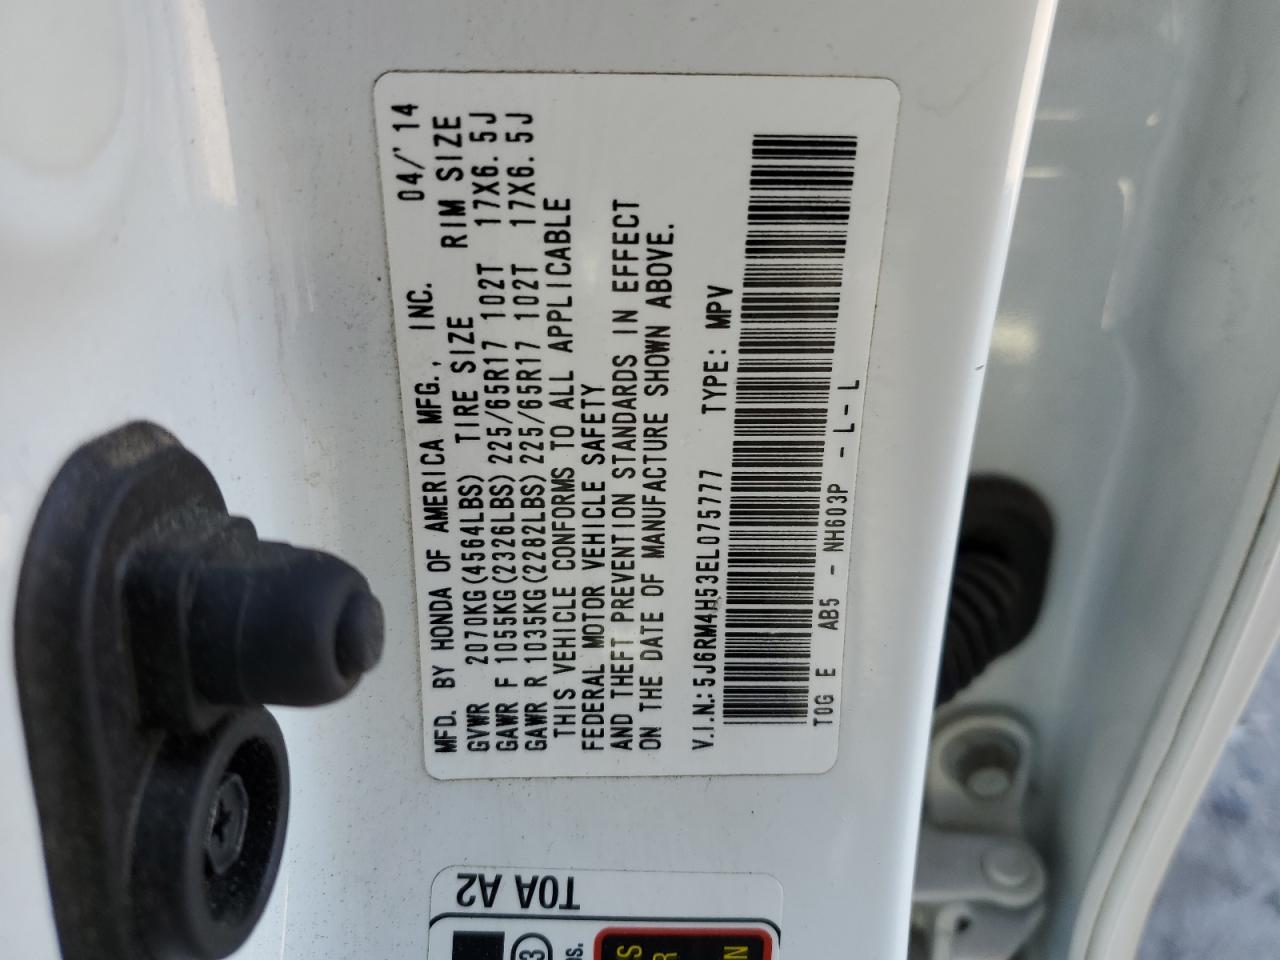 MFD. BY HONDA OF AMERICA MFG., INC. 04/'14
GVWR 2070KG(4564LBS) TIRE SIZE RIM SIZE
GAWR F 1055KG(2326LBS) 225/65R17 102T 17X6.5J
GAWR R 1035KG(2282LBS) 225/65R17 102T 17X6.5J
THIS VEHICLE CONFORMS TO ALL APPLICABLE
FEDERAL MOTOR VEHICLE SAFETY
AND THEFT PREVENTION STANDARDS IN EFFECT
ON THE DATE OF MANUFACTURE SHOWN ABOVE.
V.I.N.: 5J6RM4H53EL075777 TYPE: MPV
T0G E AB5 - NH603P - L- L
T0A A2
3